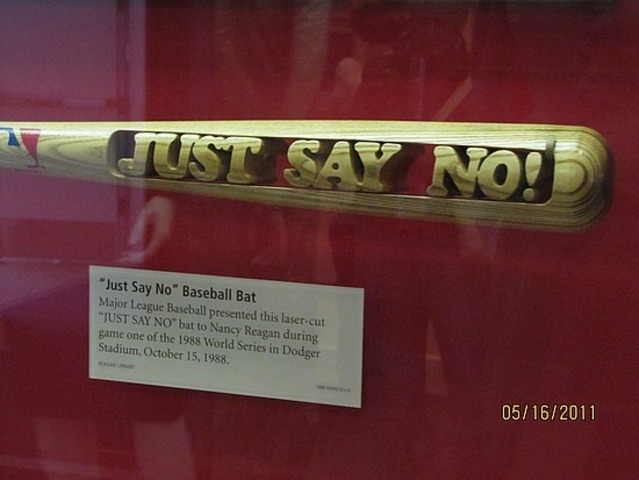 JUST SAY NO!
"Just Say No" Baseball Bat
Major League Baseball presented this laser-cut
"JUST SAY NO" bat to Nancy Reagan during
game one of the 1988 World Series in Dodger
Stadium, October 15, 1988.
REAGAN LIBRARY
05/16/2011